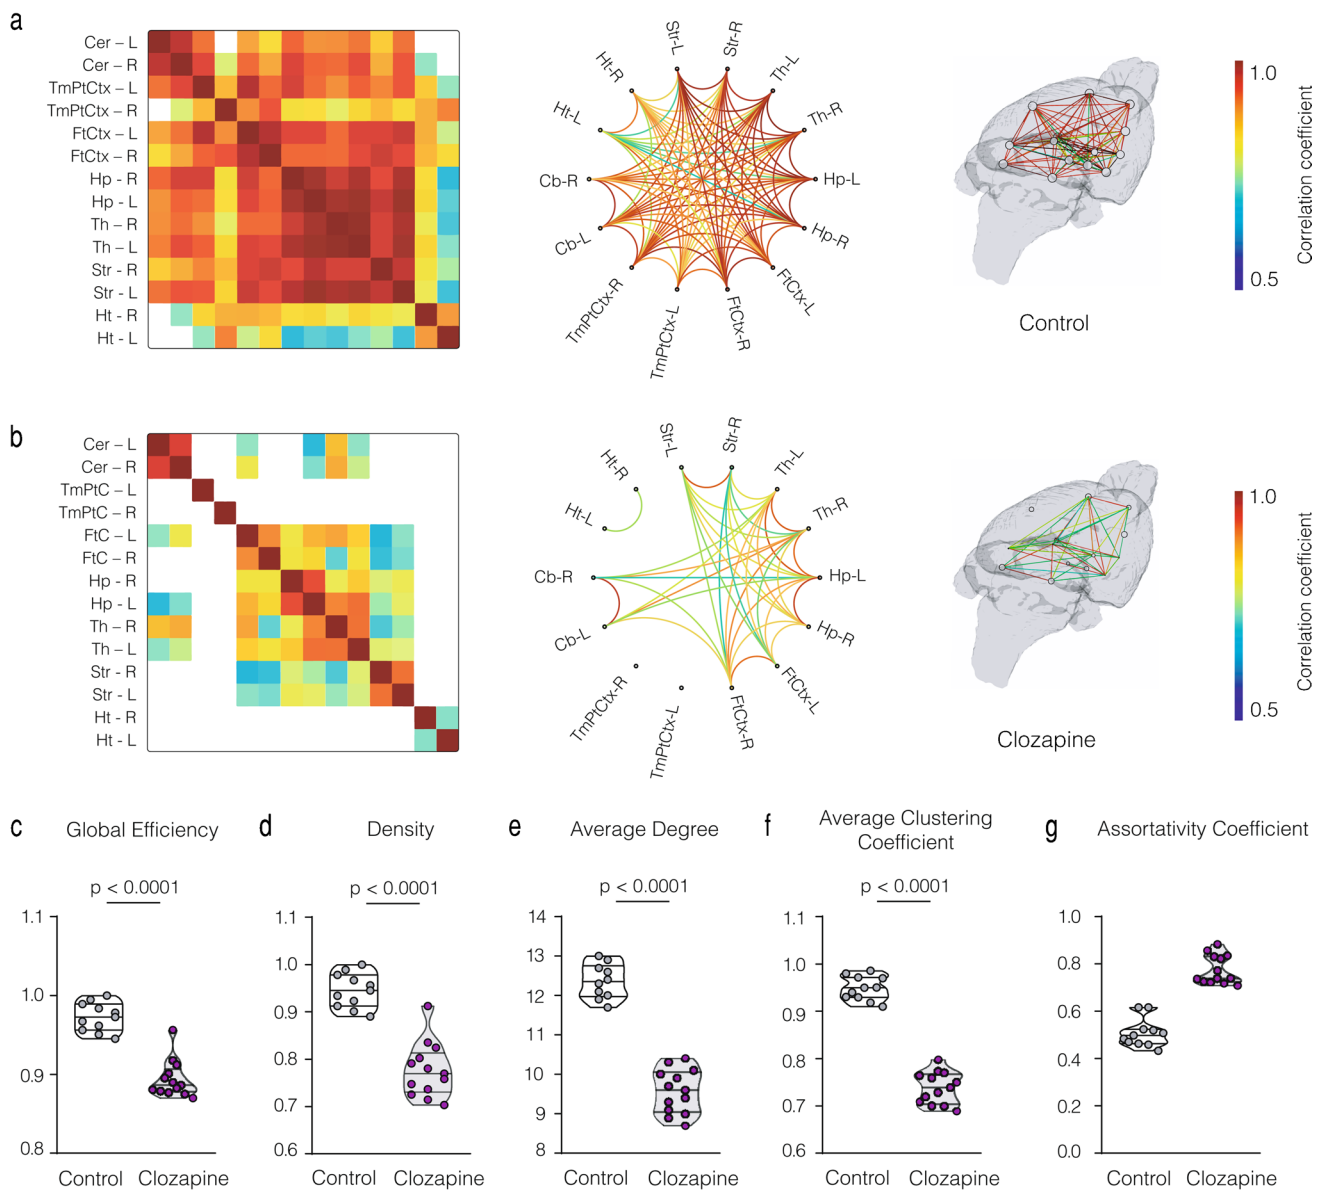 a
Cer – L
Cer – R
TmPtCtx – L
TmPtCtx – R
FtCtx – L
FtCtx – R
Hp - R
Hp - L
Th – R
Th – L
Str - R
Str - L
Ht - R
Ht - L
Str-L
Str-R
Th-L
Th-R
Hp-L
Hp-R
FtCtx-L
FtCtx-R
TmPtCtx-L
TmPtCtx-R
Cb-L
Cb-R
Ht-L
Ht-R
Control
1.0
0.5
Correlation coefficient
b
Cer – L
Cer – R
TmPtC – L
TmPtC – R
FtC – L
FtC – R
Hp - R
Hp - L
Th – R
Th – L
Str - R
Str - L
Ht - R
Ht - L
Str-L
Str-R
Th-L
Th-R
Hp-L
Hp-R
FtCtx-L
FtCtx-R
TmPtCtx-L
TmPtCtx-R
Cb-L
Cb-R
Ht-L
Ht-R
Clozapine
1.0
0.5
Correlation coefficient
c
Global Efficiency
p < 0.0001
1.1
1.0
0.9
0.8
Control
Clozapine
d
Density
p < 0.0001
1.1
1.0
0.9
0.8
0.7
0.6
Control
Clozapine
e
Average Degree
p < 0.0001
14
13
12
11
10
9
8
Control
Clozapine
f
Average Clustering
Coefficient
p < 0.0001
1.1
1.0
0.9
0.8
0.7
0.6
Control
Clozapine
g
Assortativity Coefficient
1.0
0.8
0.6
0.4
0.2
0.0
Control
Clozapine